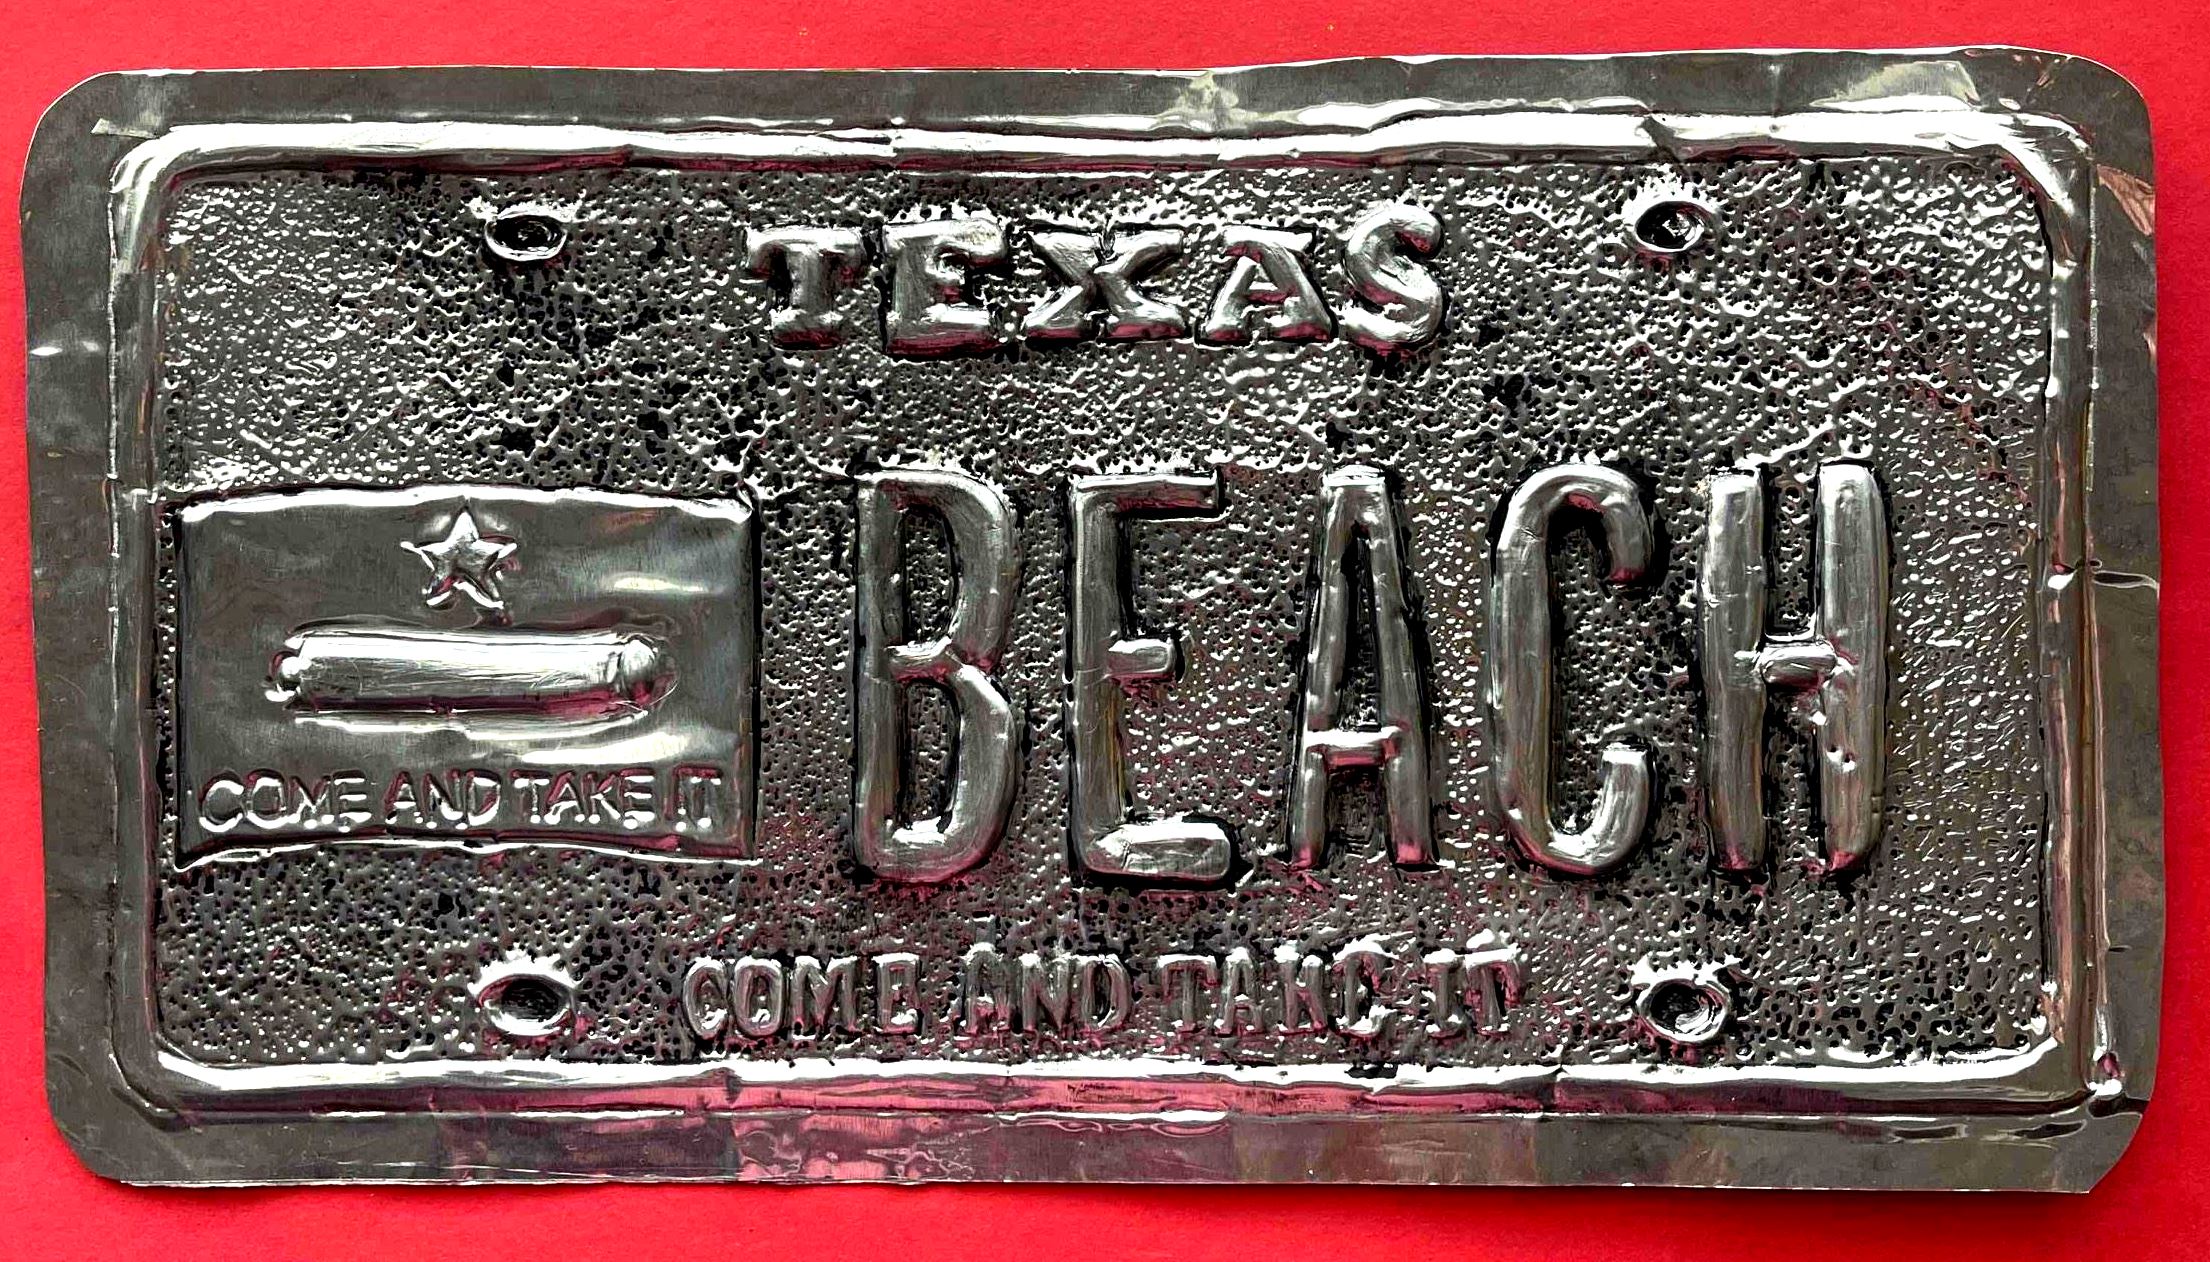 TEXAS
BEACH
COME AND TAKE IT
COME AND TAKE IT